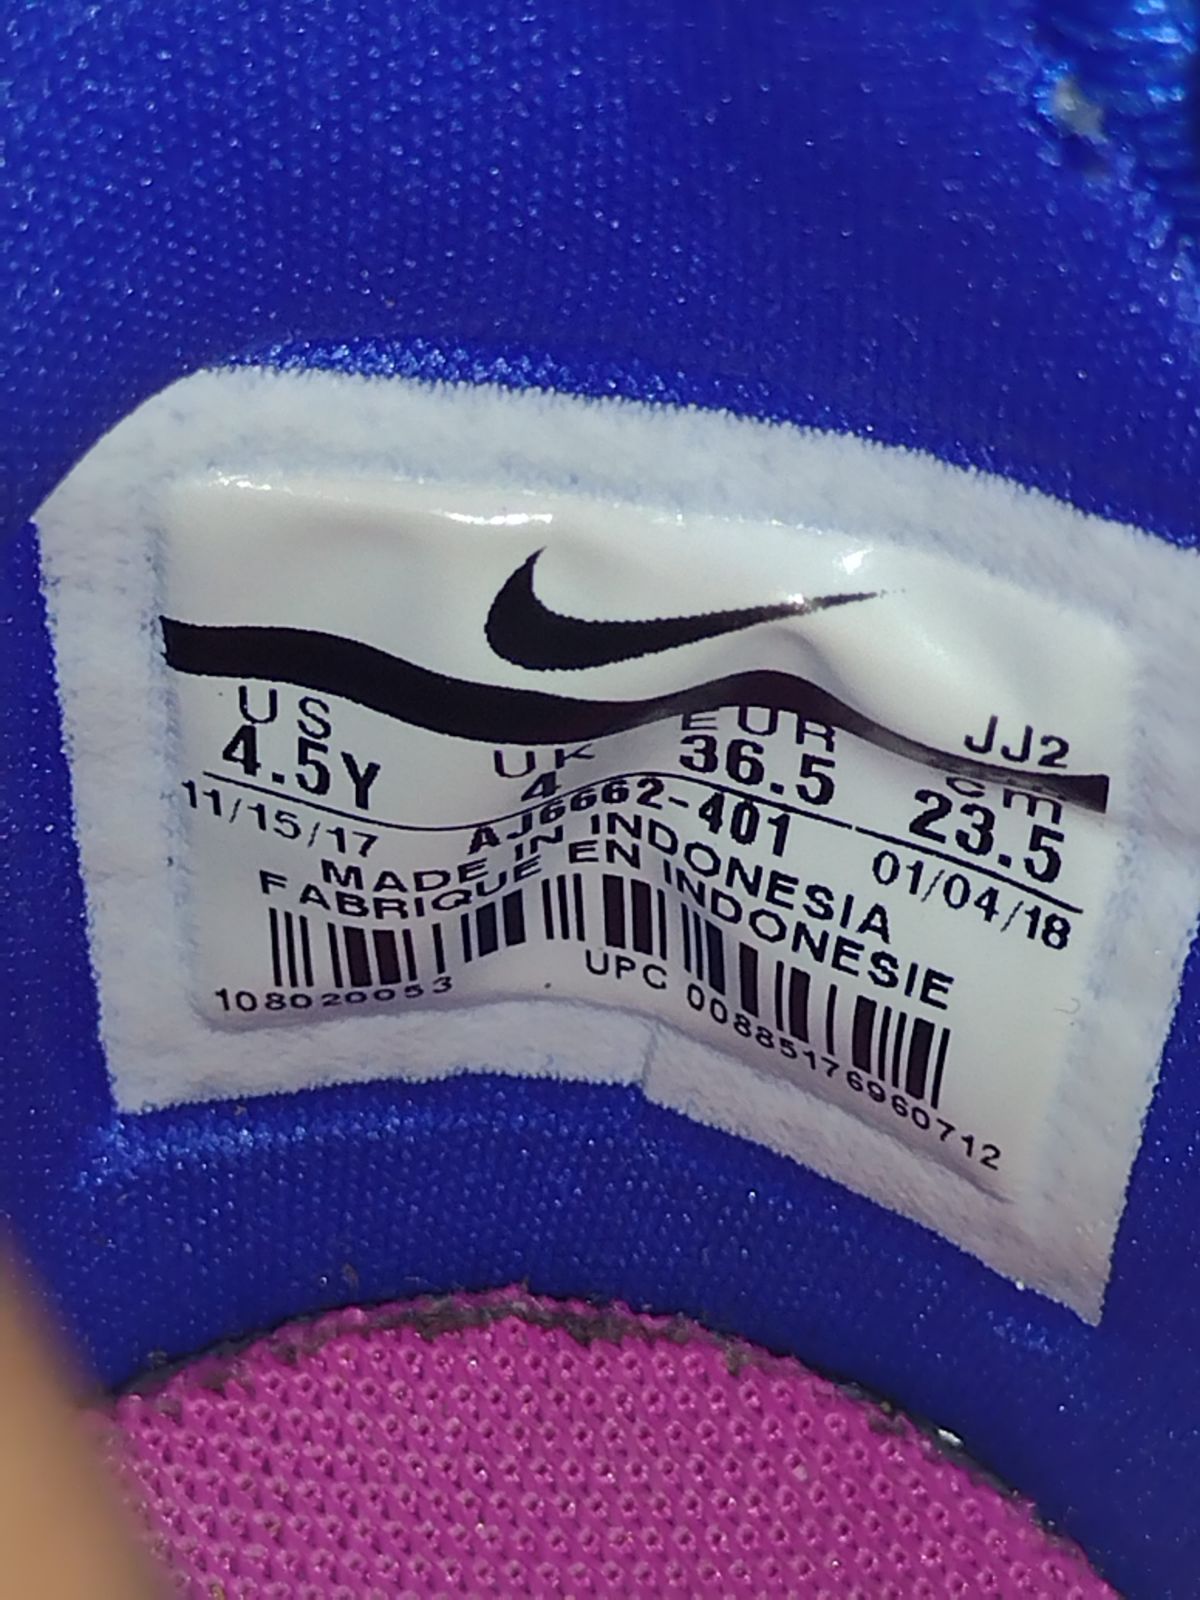 JJ2
US UK EUR cm
4.5Y 4 36.5 23.5
11/15/17 AJ6662-401 01/04/18
MADE IN INDONESIA
FABRIQUE EN INDONESIE
108020053 UPC 00885176960712